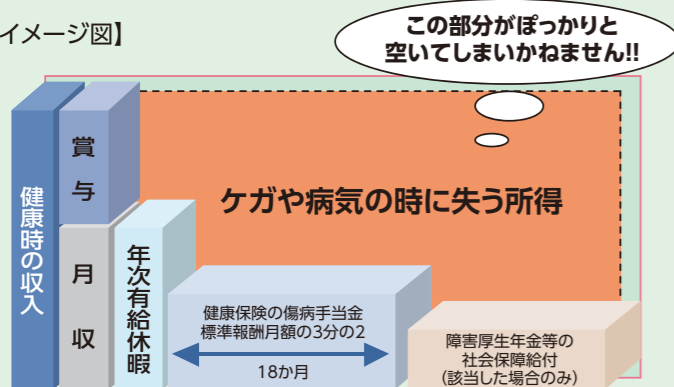 イメージ図】
この部分がぽっかりと
空いてしまいかねません!!
健康時の収入
賞与
月収
年次有給休暇
ケガや病気の時に失う所得
健康保険の傷病手当金
標準報酬月額の3分の2
18か月
障害厚生年金等の
社会保障給付
(該当した場合のみ)